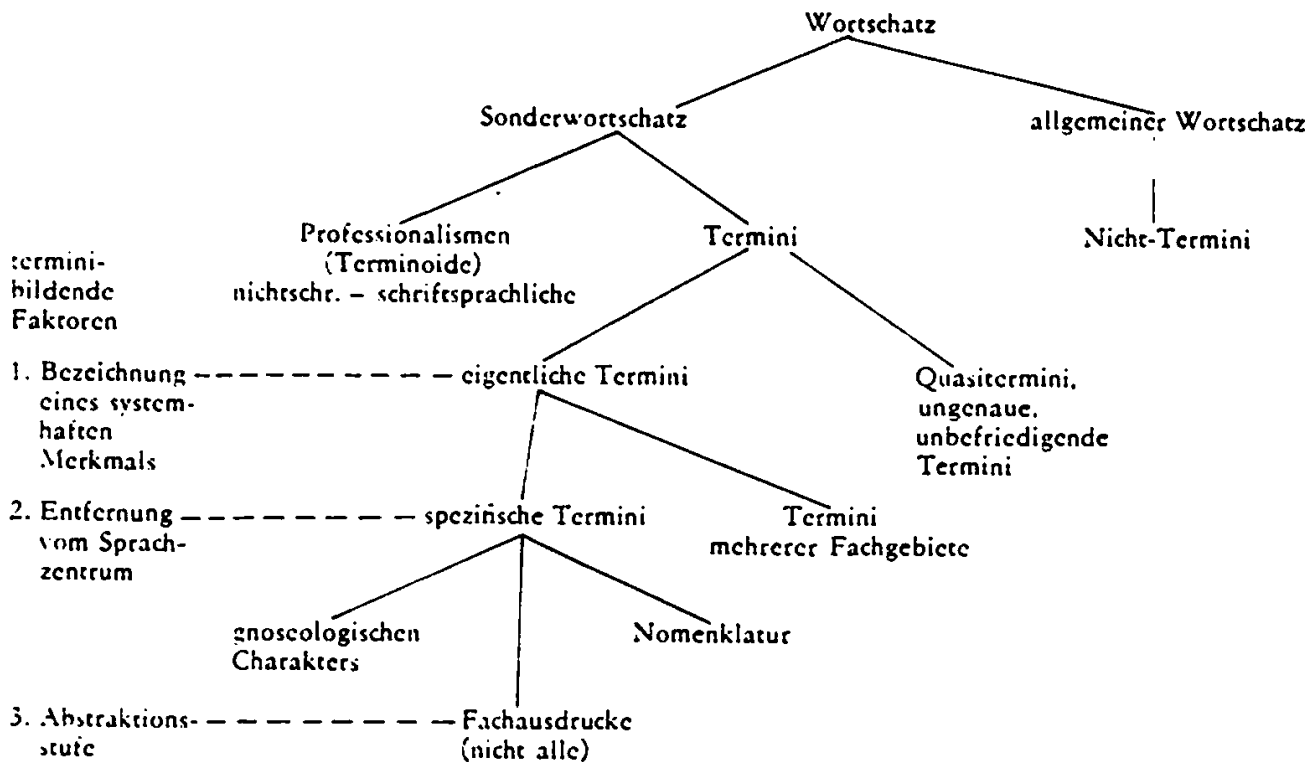 Wortschatz
Sonderwortschatz
allgemeiner Wortschatz
Professionalismen
(Terminoide)
nichtschr. – schriftsprachliche
Termini
Nicht-Termini
termini-
bildende
Faktoren
1. Bezeichnung
eines system-
haften
Merkmals
eigentliche Termini
Quasitermini,
ungenaue,
unbefriedigende
Termini
2. Entfernung
vom Sprach-
zentrum
spezifische Termini
Termini
mehrerer Fachgebiete
gnoseologischen
Charakters
Nomenklatur
3. Abstraktions-
stufe
Fachausdrucke
(nicht alle)